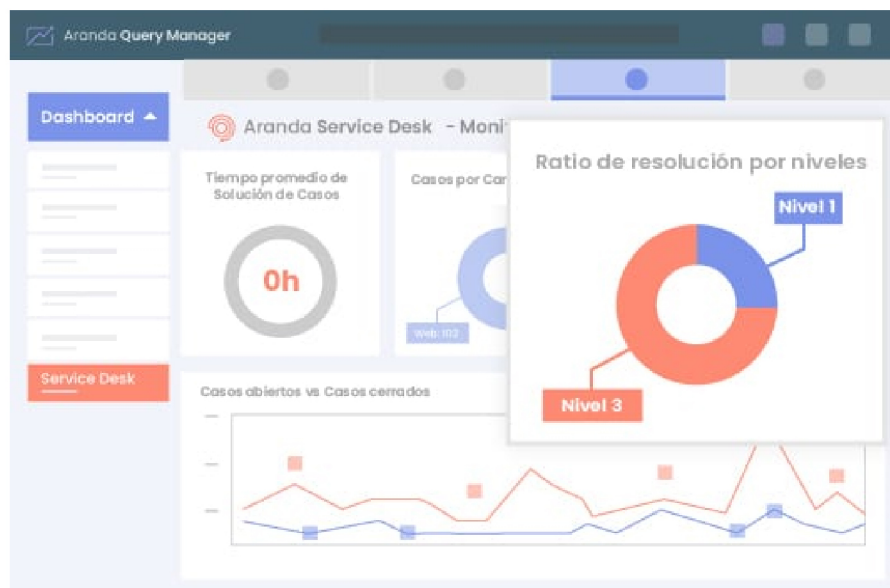 Aranda Query Manager
Dashboard
Aranda Service Desk - Moni
Ratio de resolución por niveles
Tiempo promedio de
Solución de Casos
Casos por Car
Nivel 1
0h
Web: 102
Service Desk
Casos abiertos vs Casos cerrados
Nivel 3